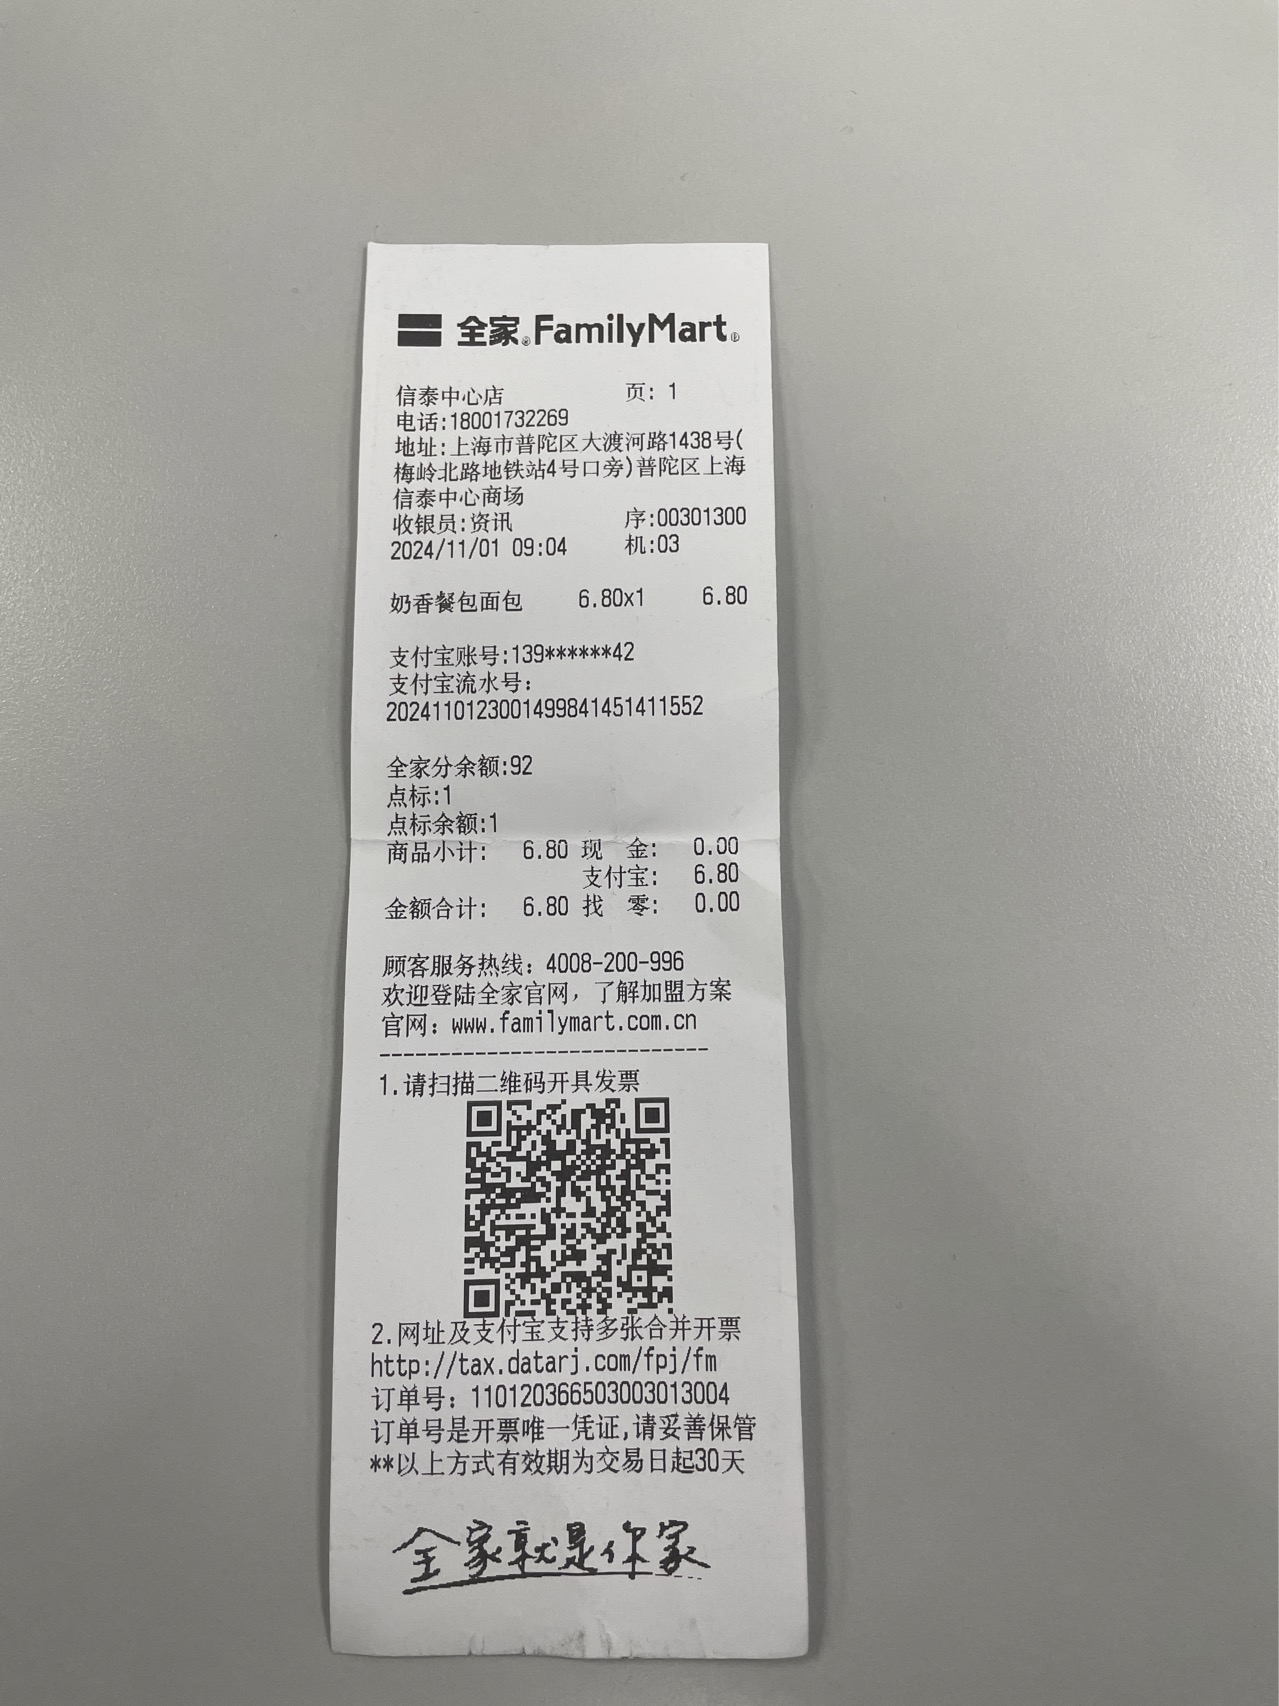 全家 FamilyMart
信泰中心店 页: 1
电话:18001732269
地址:上海市普陀区大渡河路1438号(
梅岭北路地铁站4号口旁)普陀区上海
信泰中心商场
收银员:资讯 序:00301300
2024/11/01 09:04 机:03
奶香餐包面包 6.80x1 6.80
支付宝账号:139******42
支付宝流水号:
2024110123001499841451411552
全家分余额:92
点标:1
点标余额:1
商品小计: 6.80 现 金: 0.00
支付宝: 6.80
金额合计: 6.80 找 零: 0.00
顾客服务热线: 4008-200-996
欢迎登陆全家官网, 了解加盟方案
官网: www.familymart.com.cn
----------------------------
1.请扫描二维码开具发票
2.网址及支付宝支持多张合并开票
http://tax.datarj.com/fpj/fm
订单号: 1101203665030030130​04
订单号是开票唯一凭证,请妥善保管
**以上方式有效期为交易日起30天
全家就是你家